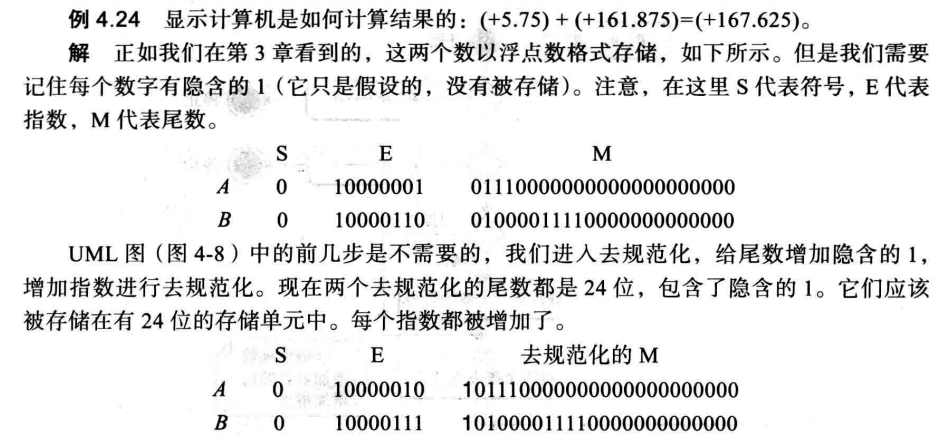 例 4.24 显示计算机是如何计算结果的：(+5.75) + (+161.875)=(+167.625)。
解 正如我们在第 3 章看到的，这两个数以浮点数格式存储，如下所示。但是我们需要
记住每个数字有隐含的 1（它只是假设的，没有被存储）。注意，在这里 S 代表符号，E 代表
指数，M 代表尾数。
S E M
A 0 10000001 01110000000000000000000
B 0 10000110 01000011110000000000000
UML 图（图 4-8）中的前几步是不需要的，我们进入去规范化，给尾数增加隐含的 1，
增加指数进行去规范化。现在两个去规范化的尾数都是 24 位，包含了隐含的 1。它们应该
被存储在有 24 位的存储单元中。每个指数都被增加了。
S E 去规范化的 M
A 0 10000010 101110000000000000000000
B 0 10000111 101000011110000000000000